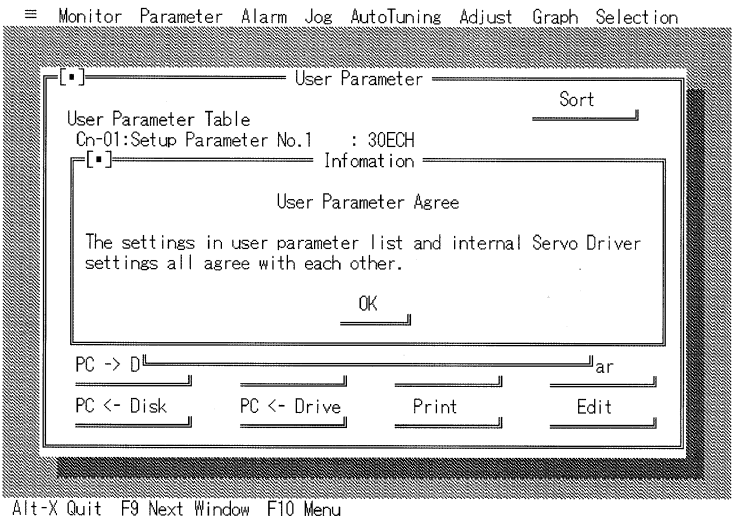 ≡ Monitor Parameter Alarm Jog AutoTuning Adjust Graph Selection
[▪] User Parameter
Sort
User Parameter Table
Cn-01:Setup Parameter No.1 : 30ECH
[▪] Infomation
User Parameter Agree
The settings in user parameter list and internal Servo Driver
settings all agree with each other.
OK
PC -> D ar
PC <- Disk PC <- Drive Print Edit
Alt-X Quit F9 Next Window F10 Menu